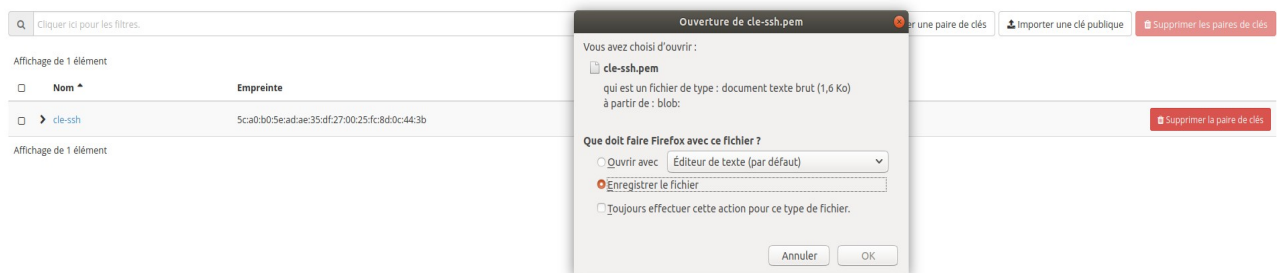 Cliquer ici pour les filtres.
er une paire de clés
Importer une clé publique
Supprimer les paires de clés
Affichage de 1 élément
Nom
Empreinte
cle-ssh
5c:a0:b0:5e:ad:ae:35:df:27:00:25:fc:8d:0c:44:3b
Supprimer la paire de clés
Affichage de 1 élément
Ouverture de cle-ssh.pem
Vous avez choisi d’ouvrir :
cle-ssh.pem
qui est un fichier de type : document texte brut (1,6 Ko)
à partir de : blob:
Que doit faire Firefox avec ce fichier ?
Ouvrir avec
Éditeur de texte (par défaut)
Enregistrer le fichier
Toujours effectuer cette action pour ce type de fichier.
Annuler
OK